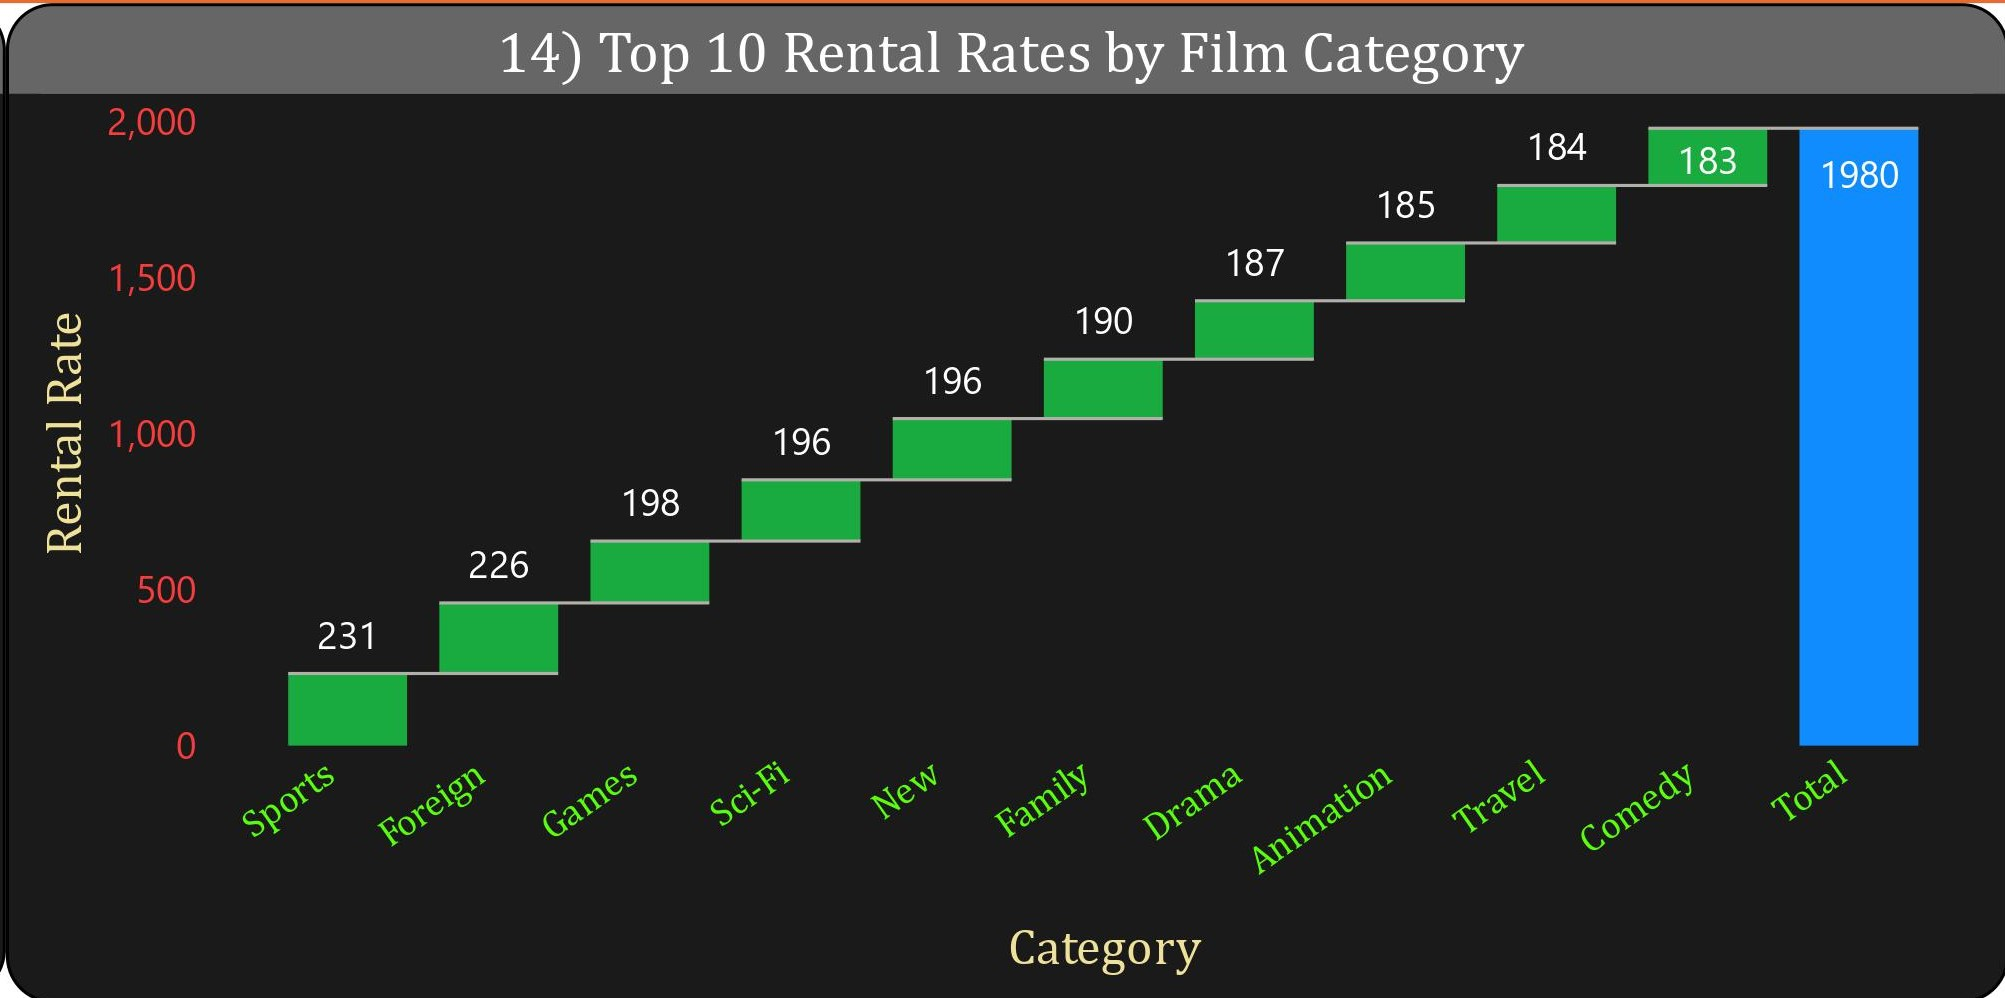 14) Top 10 Rental Rates by Film Category
2,000
1,500
1,000
500
0
Rental Rate
231
226
198
196
196
190
187
185
184
183
1980
Sports
Foreign
Games
Sci-Fi
New
Family
Drama
Animation
Travel
Comedy
Total
Category